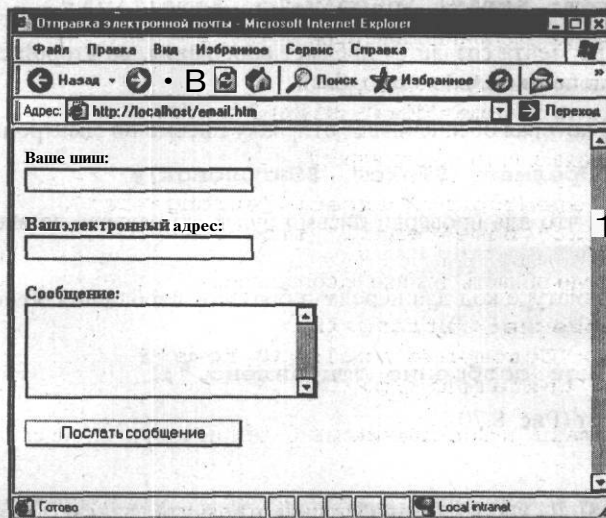 Отправка электронной почты - Microsoft Internet Explorer
Файл Правка Вид Избранное Сервис Справка
Назад • В Поиск Избранное »
Адрес: http://localhost/email.htm Переход
Ваше шиш:
Вашэлектронный адрес:
1
Сообщение:
Послать сообщение
Готово Local intranet